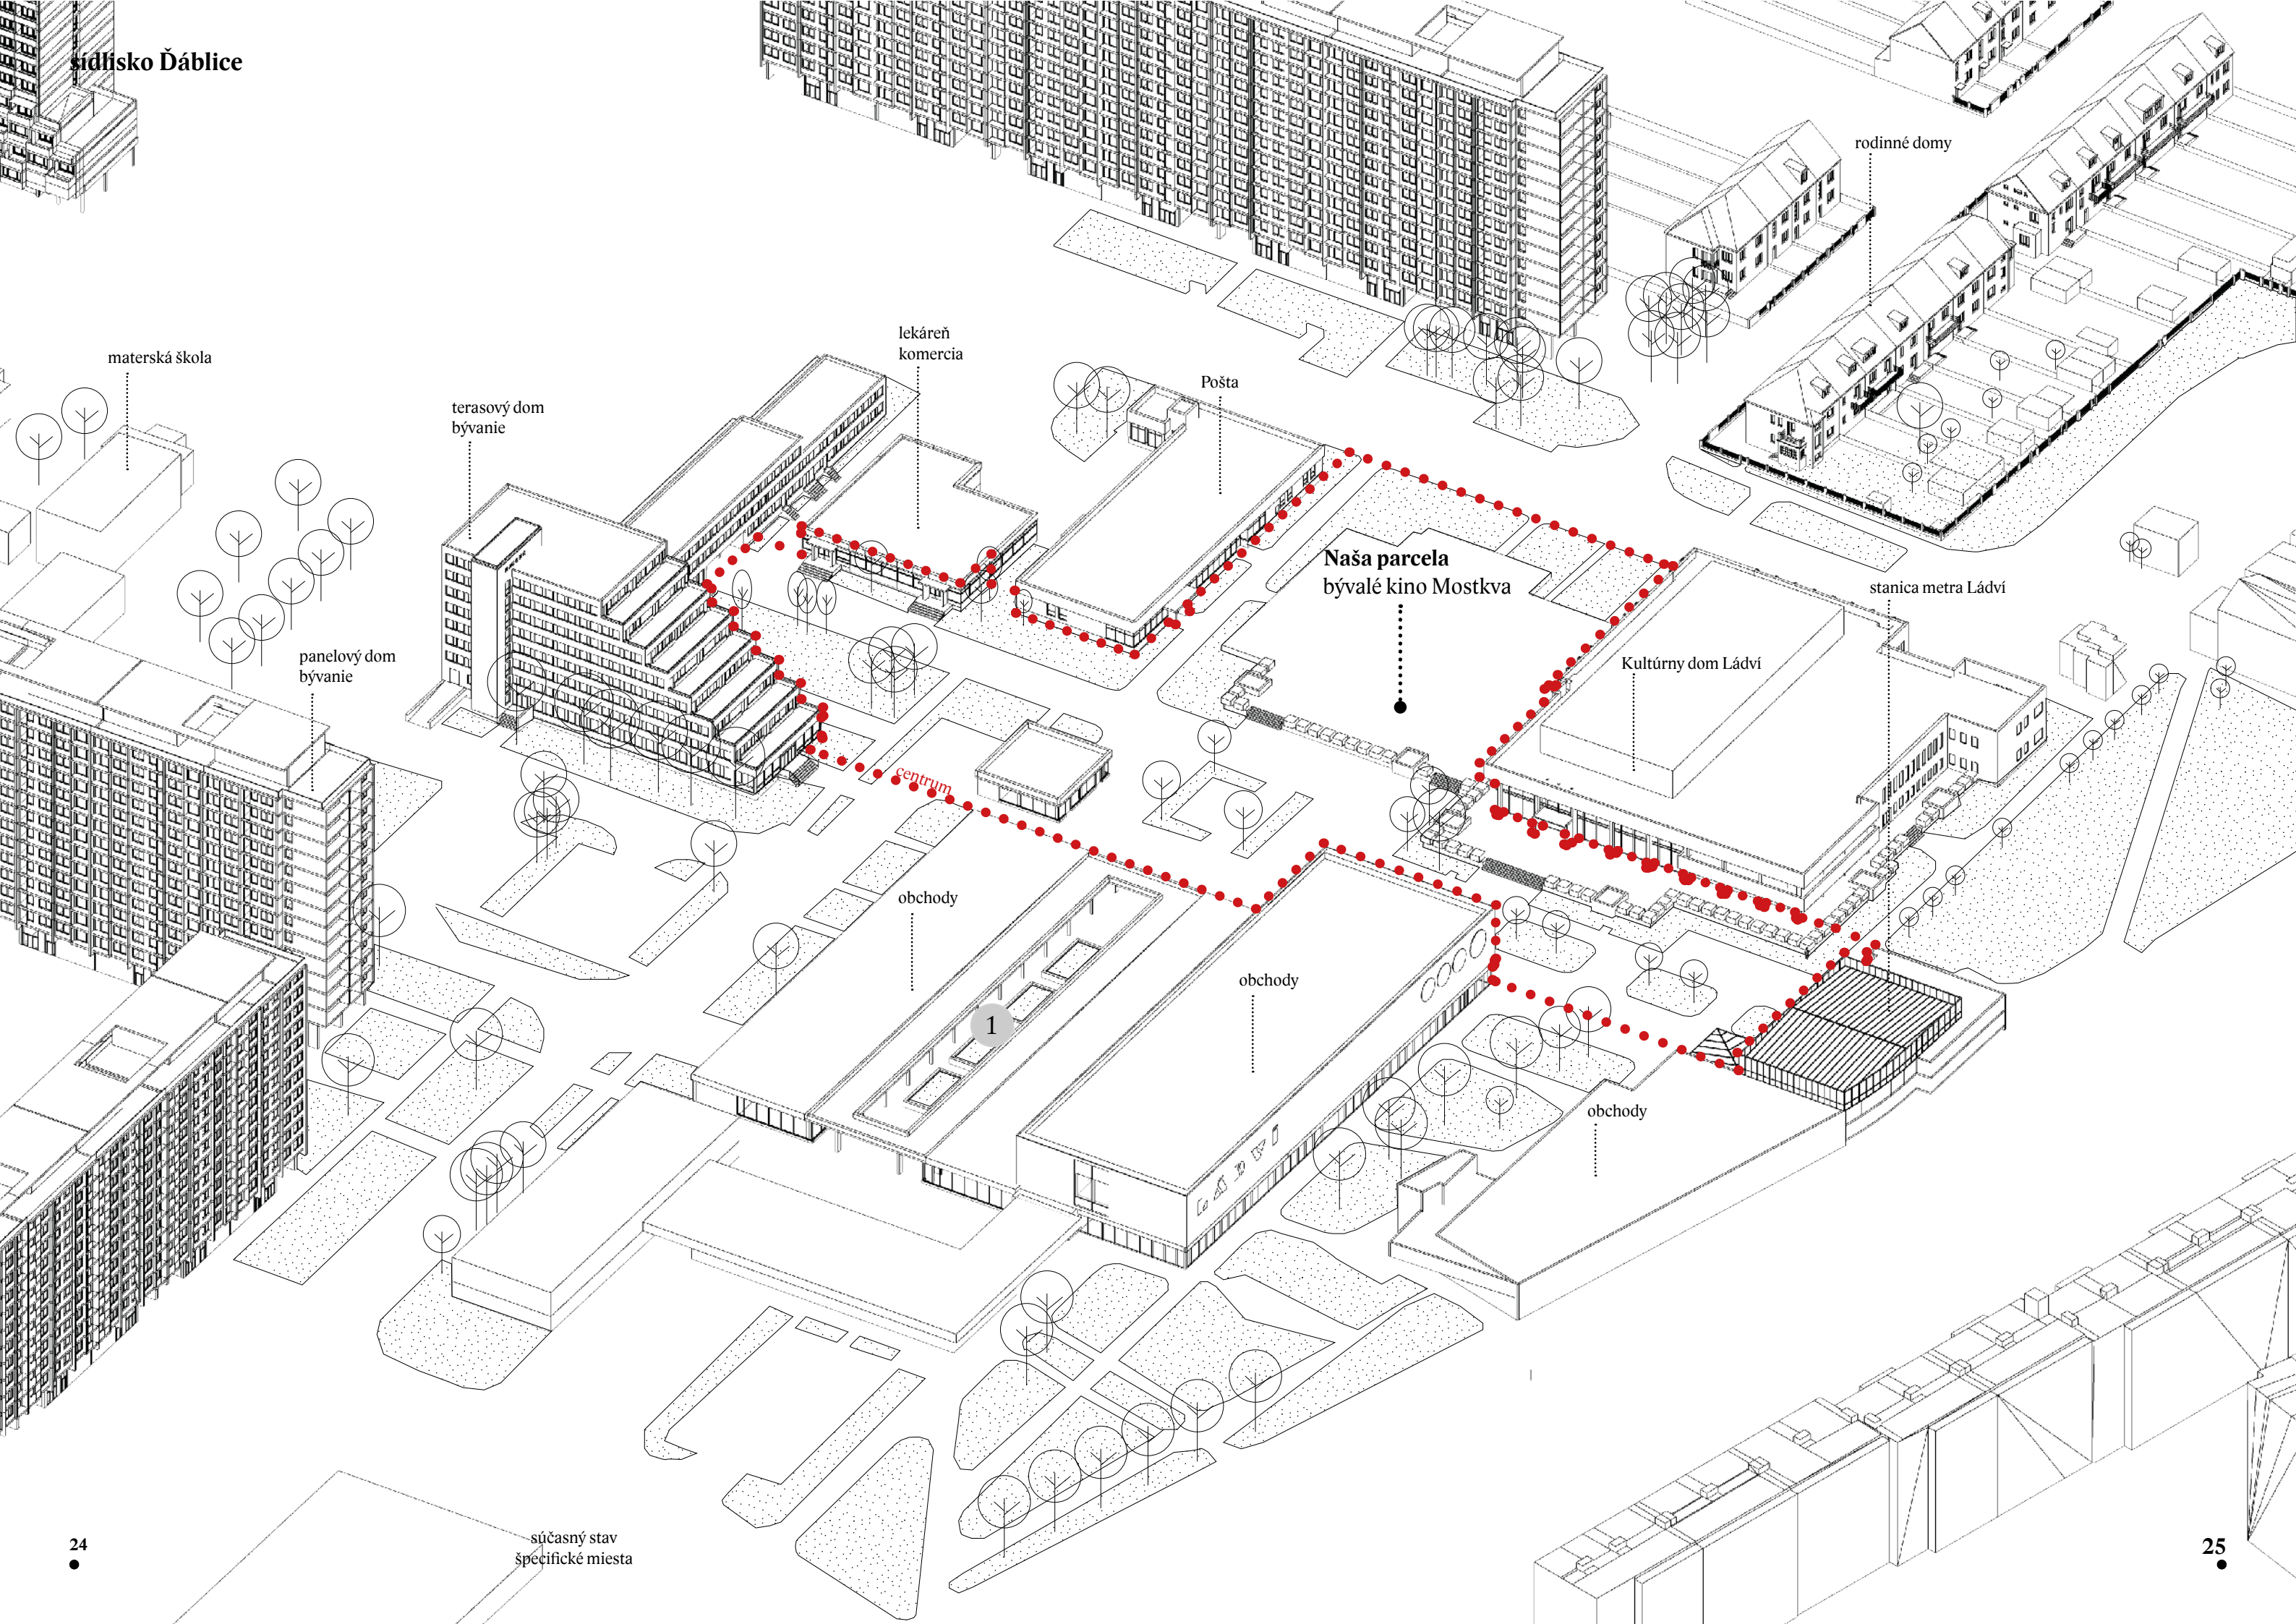 sídlisko Ďáblice
rodinné domy
lekáreň
komercia
materská škola
Pošta
terasový dom
bývanie
Naša parcela
bývalé kino Mostkva
stanica metra Ládví
panelový dom
bývanie
Kultúrny dom Ládví
centrum
obchody
obchody
1
obchody
súčasný stav
špecifické miesta
24
25